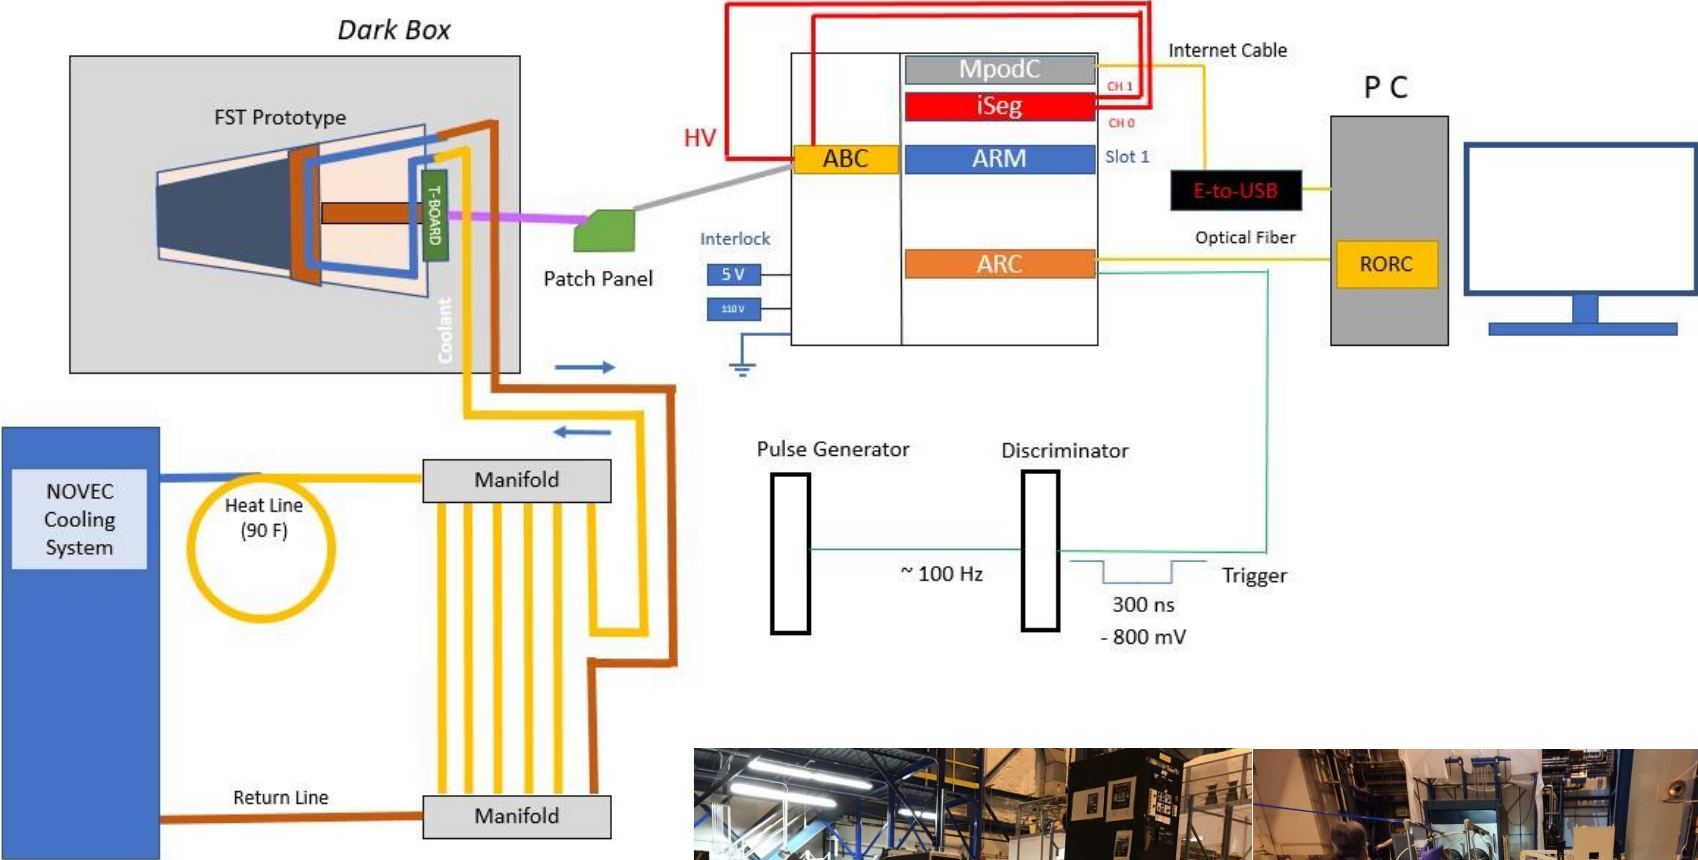 Dark Box
FST Prototype
T-BOARD
Coolant
Patch Panel
HV
ABC
MpodC
iSeg
ARM
ARC
CH 1
CH 0
Slot 1
Interlock
5 V
110 V
Internet Cable
E-to-USB
Optical Fiber
P C
RORC
NOVEC
Cooling
System
Heat Line
(90 F)
Manifold
Return Line
Manifold
Pulse Generator
Discriminator
~ 100 Hz
Trigger
300 ns
- 800 mV